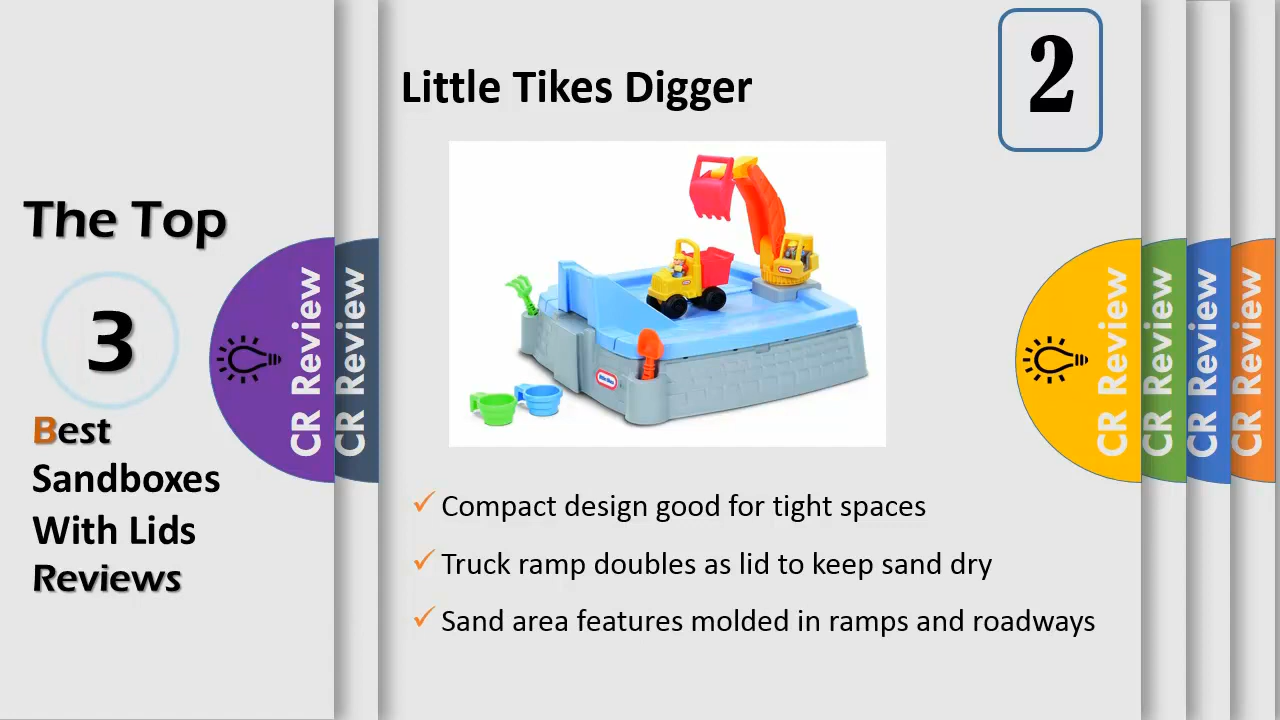 The Top
3
Best
Sandboxes
With Lids
Reviews
CR Review
CR Review
Little Tikes Digger
2
Compact design good for tight spaces
Truck ramp doubles as lid to keep sand dry
Sand area features molded in ramps and roadways
CR Review
CR Review
CR Review
CR Review